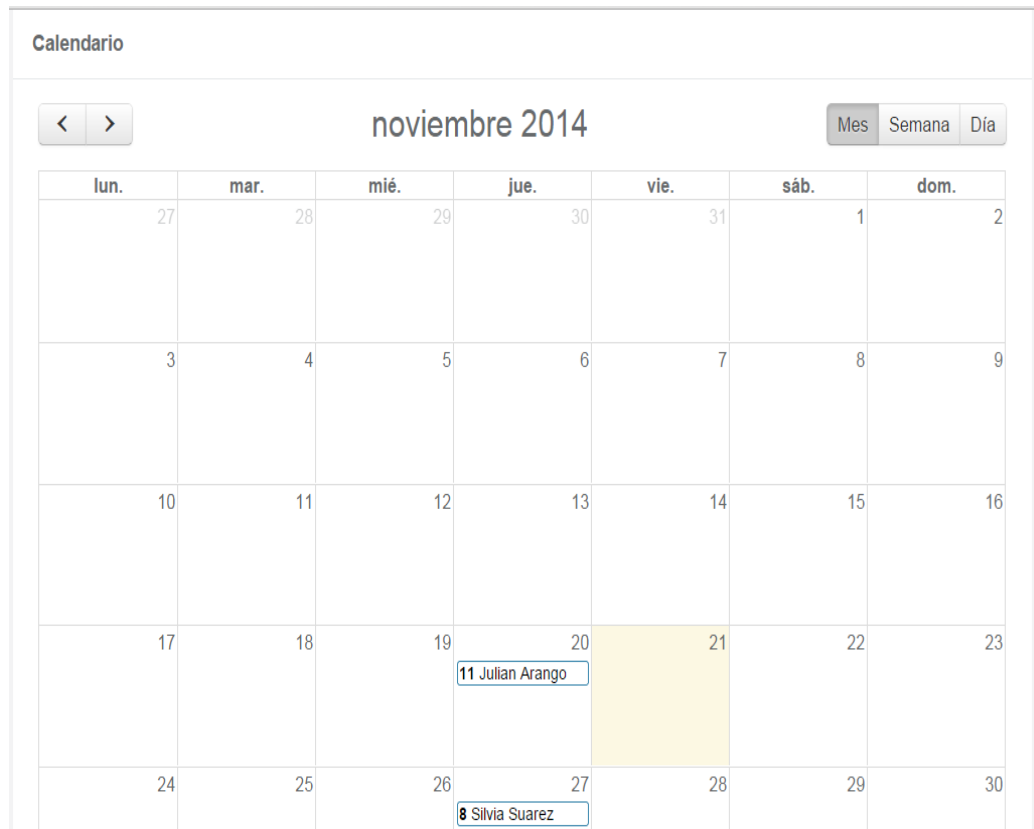 Calendario
noviembre 2014
Mes Semana Día
lun. mar. mié. jue. vie. sáb. dom.
27 28 29 30 31 1 2
3 4 5 6 7 8 9
10 11 12 13 14 15 16
17 18 19 20 21 22 23
11 Julian Arango
24 25 26 27 28 29 30
8 Silvia Suarez